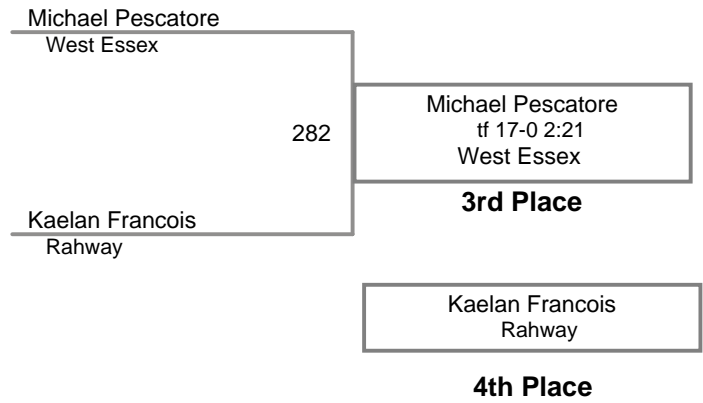 Michael Pescatore
West Essex
282
Michael Pescatore
tf 17-0 2:21
West Essex
3rd Place
Kaelan Francois
Rahway
Kaelan Francois
Rahway
4th Place